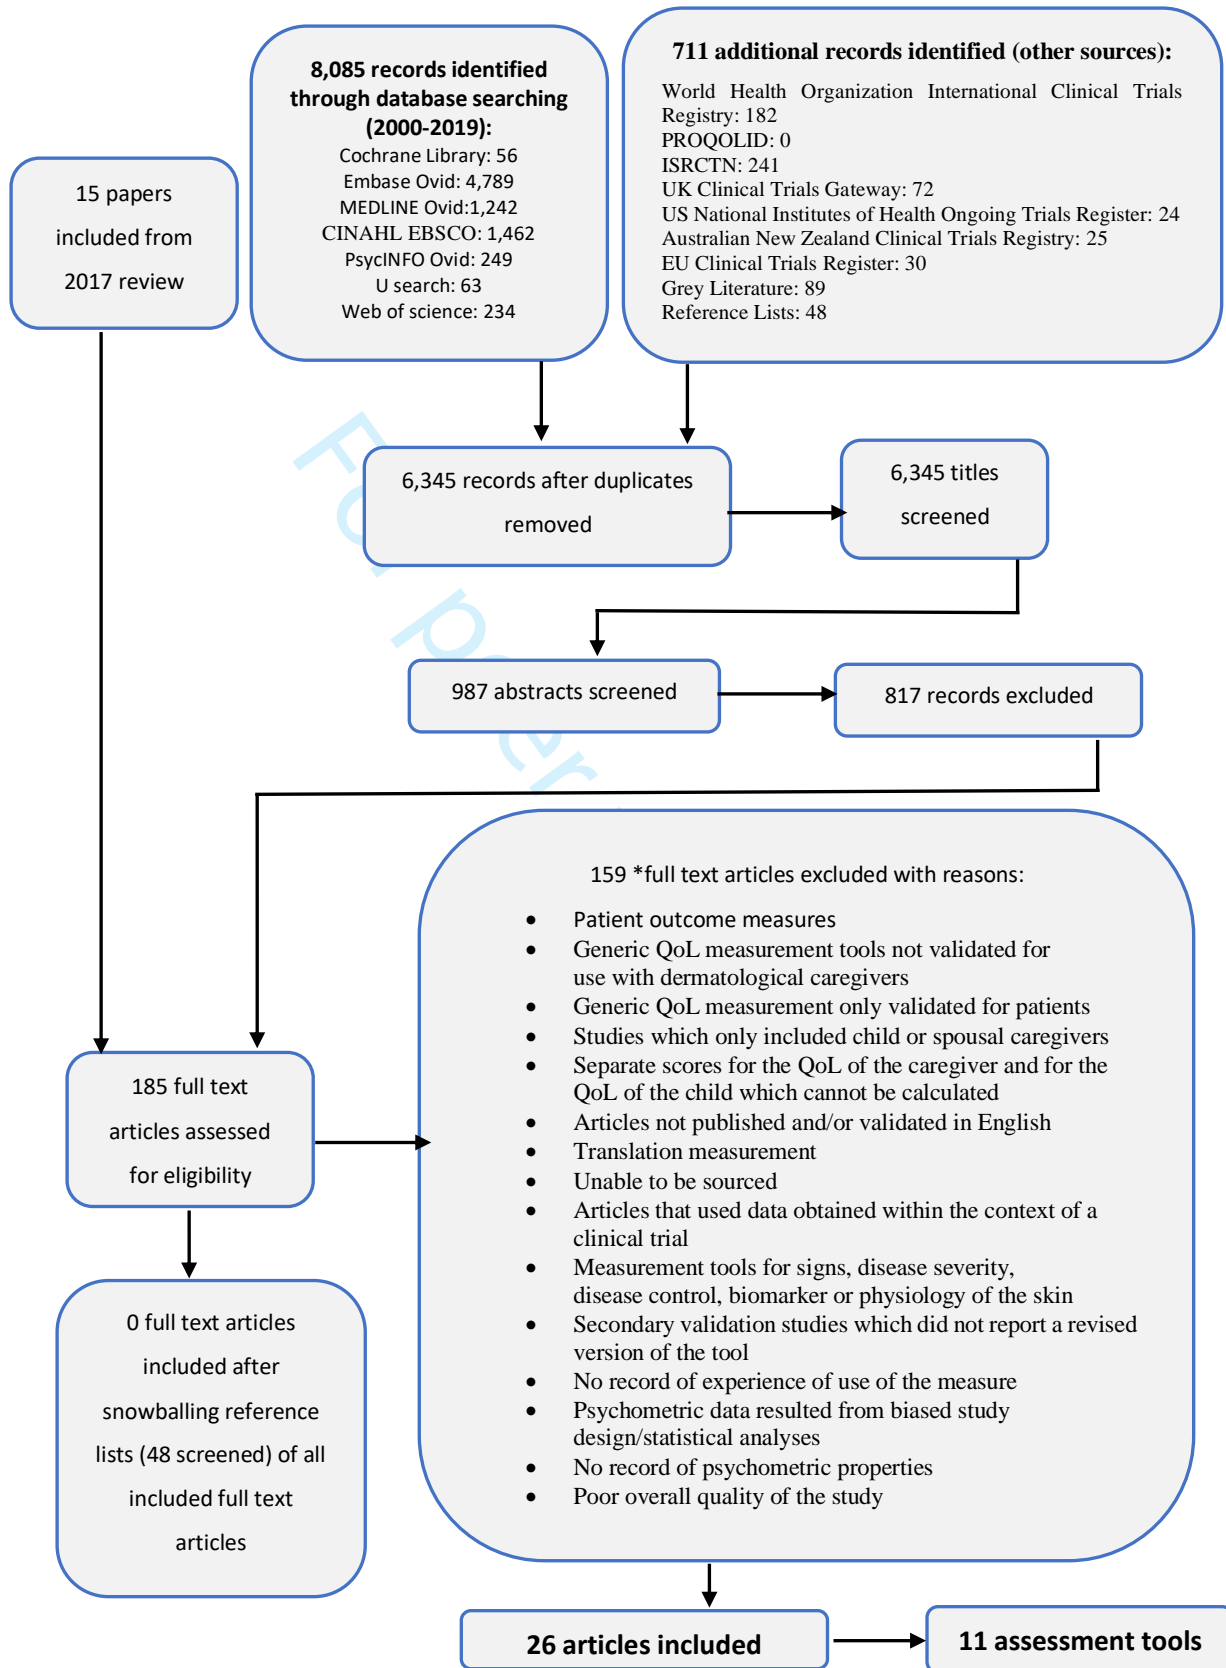 8,085 records identified
through database searching
(2000-2019):
Cochrane Library: 56
Embase Ovid: 4,789
MEDLINE Ovid:1,242
CINAHL EBSCO: 1,462
PsycINFO Ovid: 249
U search: 63
Web of science: 234
711 additional records identified (other sources):
World Health Organization International Clinical Trials
Registry: 182
PROQOLID: 0
ISRCTN: 241
UK Clinical Trials Gateway: 72
US National Institutes of Health Ongoing Trials Register: 24
Australian New Zealand Clinical Trials Registry: 25
EU Clinical Trials Register: 30
Grey Literature: 89
Reference Lists: 48
15 papers
included from
2017 review
6,345 records after duplicates
removed
6,345 titles
screened
987 abstracts screened
817 records excluded
159 *full text articles excluded with reasons:
• Patient outcome measures
• Generic QoL measurement tools not validated for
use with dermatological caregivers
• Generic QoL measurement only validated for patients
• Studies which only included child or spousal caregivers
• Separate scores for the QoL of the caregiver and for the
QoL of the child which cannot be calculated
• Articles not published and/or validated in English
• Translation measurement
• Unable to be sourced
• Articles that used data obtained within the context of a
clinical trial
• Measurement tools for signs, disease severity,
disease control, biomarker or physiology of the skin
• Secondary validation studies which did not report a revised
version of the tool
• No record of experience of use of the measure
• Psychometric data resulted from biased study
design/statistical analyses
• No record of psychometric properties
• Poor overall quality of the study
185 full text
articles assessed
for eligibility
0 full text articles
included after
snowballing reference
lists (48 screened) of all
included full text
articles
26 articles included
11 assessment tools